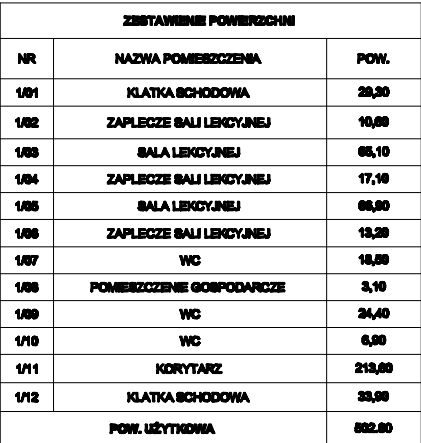 ZESTAWIENIE POWIERZCHNI
NR NAZWA POMIESZCZENIA POW.
1/01 KLATKA SCHODOWA 29,30
1/02 ZAPLECZE SALI LEKCYJNEJ 10,60
1/03 SALA LEKCYJNEJ 65,10
1/04 ZAPLECZE SALI LEKCYJNEJ 17,10
1/05 SALA LEKCYJNEJ 66,90
1/06 ZAPLECZE SALI LEKCYJNEJ 13,20
1/07 WC 18,50
1/08 POMIESZCZENIE GOSPODARCZE 3,10
1/09 WC 24,40
1/10 WC 6,90
1/11 KORYTARZ 213,60
1/12 KLATKA SCHODOWA 33,90
POW. UŻYTKOWA 502.60